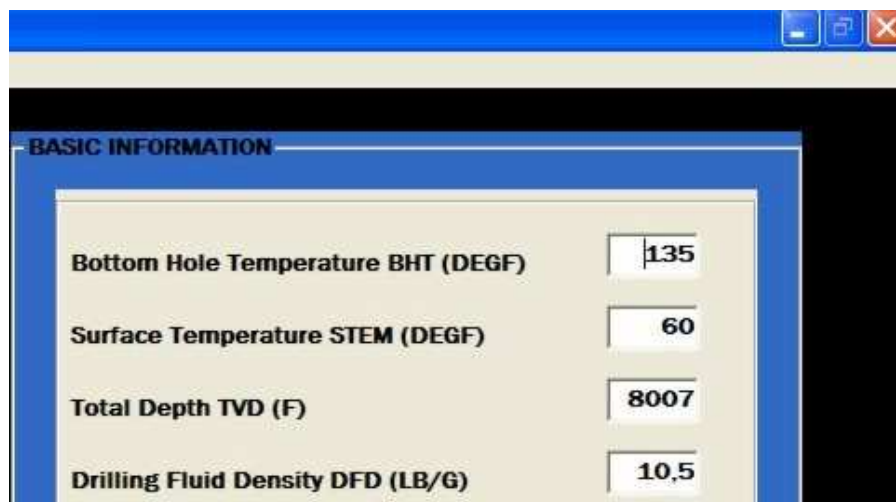 BASIC INFORMATION
Bottom Hole Temperature BHT (DEGF) 135
Surface Temperature STEM (DEGF) 60
Total Depth TVD (F) 8007
Drilling Fluid Density DFD (LB/G) 10,5